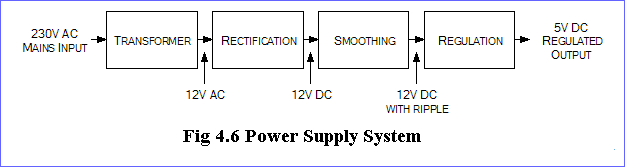 230V AC
MAINS INPUT
TRANSFORMER
RECTIFICATION
SMOOTHING
REGULATION
5V DC
REGULATED
OUTPUT
12V AC
12V DC
12V DC
WITH RIPPLE
Fig 4.6 Power Supply System